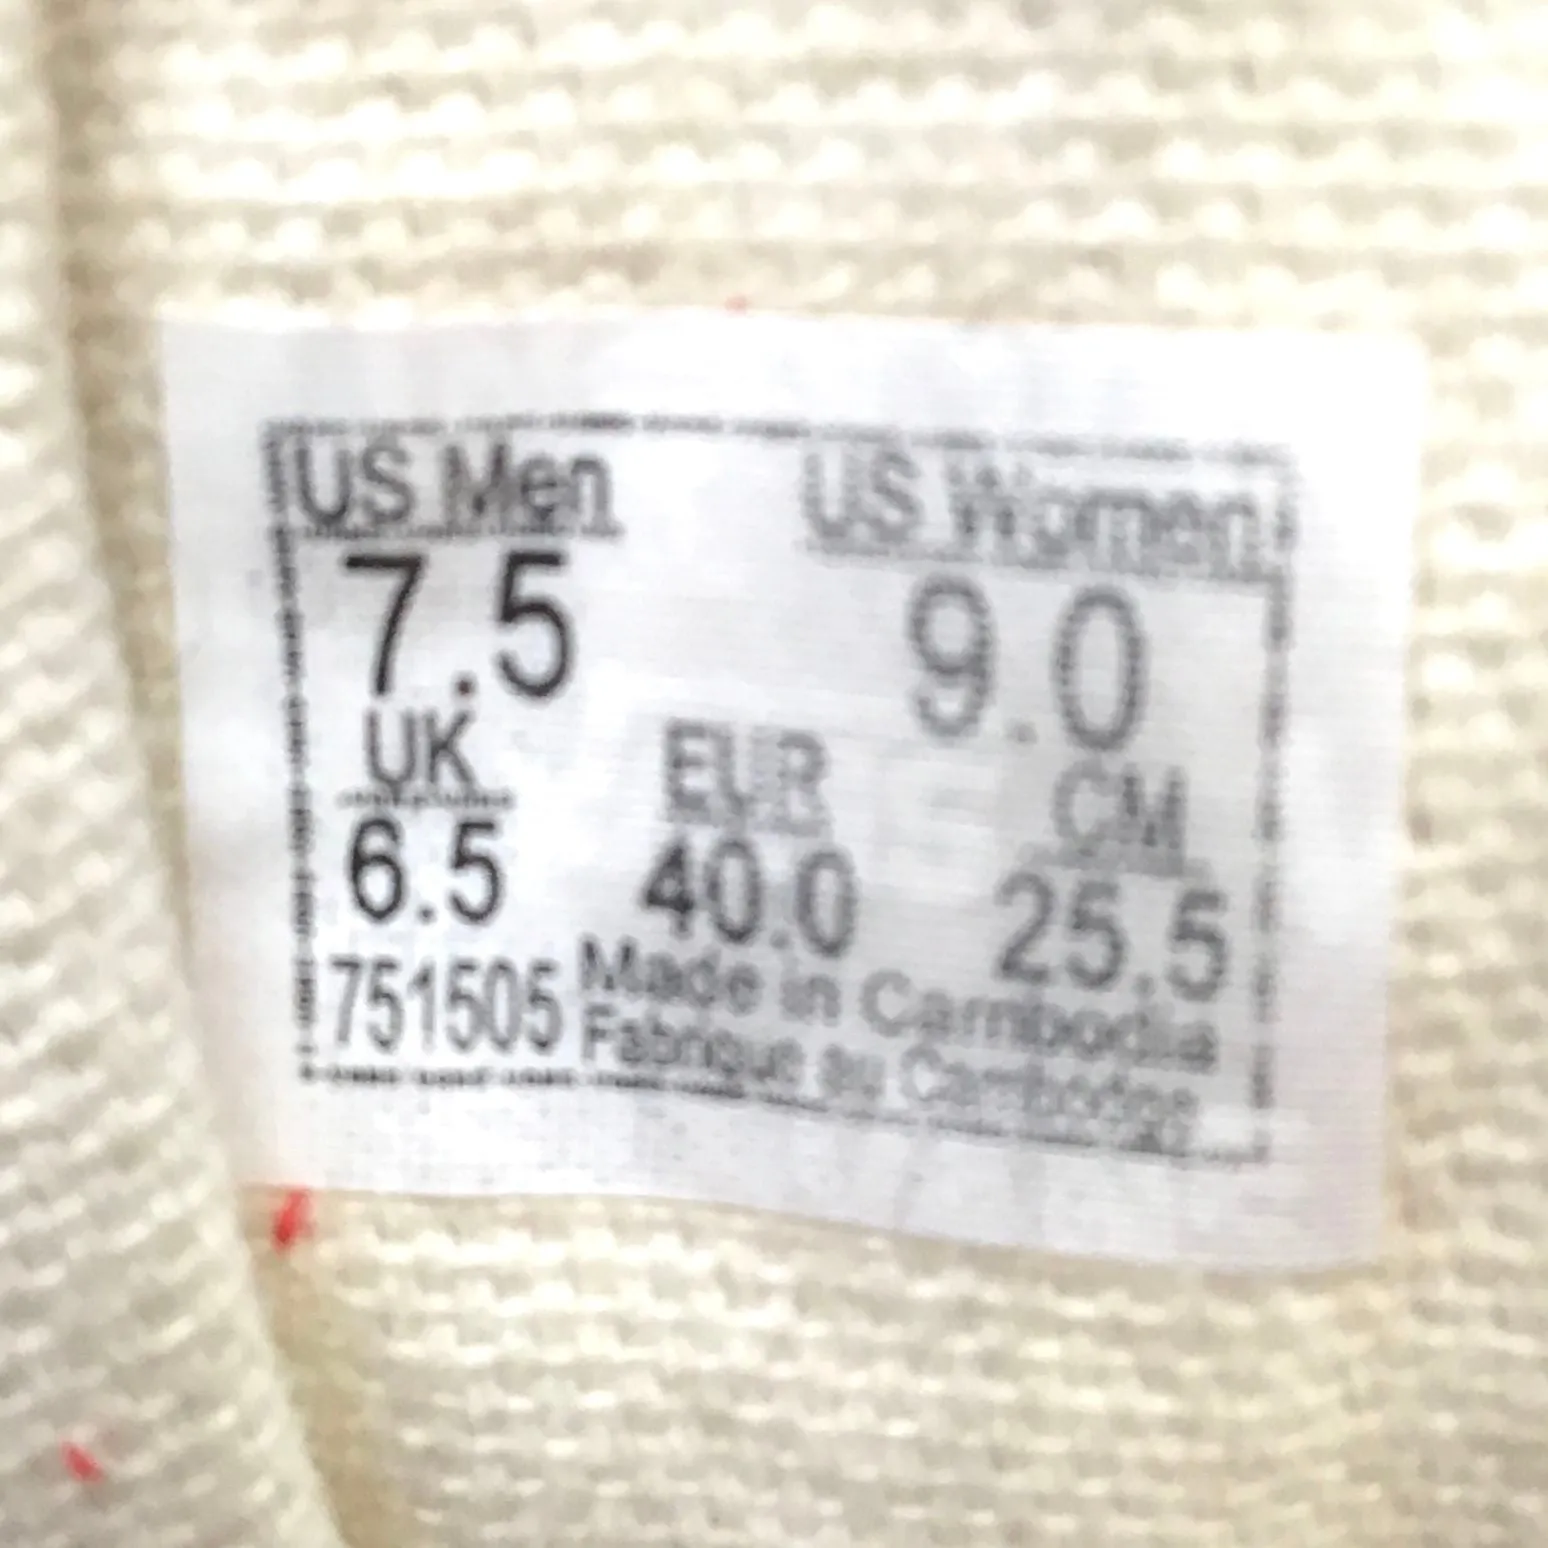 US Men US Women
7.5 9.0
UK EUR CM
6.5 40.0 25.5
751505 Made in Cambodia
Fabrique au Cambodge